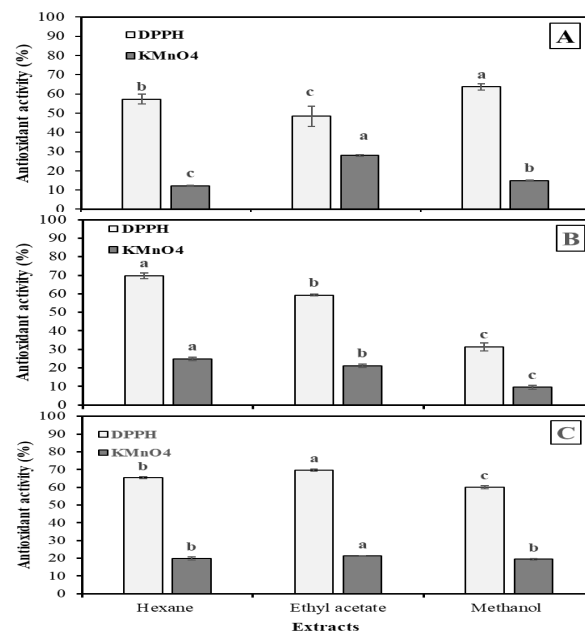 100
90
80
70
60
50
40
30
20
10
0
Antioxidant activity (%)
DPPH
KMnO4
A
b
c
c
a
a
b
100
90
80
70
60
50
40
30
20
10
0
Antioxidant activity (%)
DPPH
KMnO4
B
a
a
b
b
c
c
100
90
80
70
60
50
40
30
20
10
0
Antioxidant activity (%)
DPPH
KMnO4
C
b
b
a
a
c
b
Hexane Ethyl acetate Methanol
Extracts